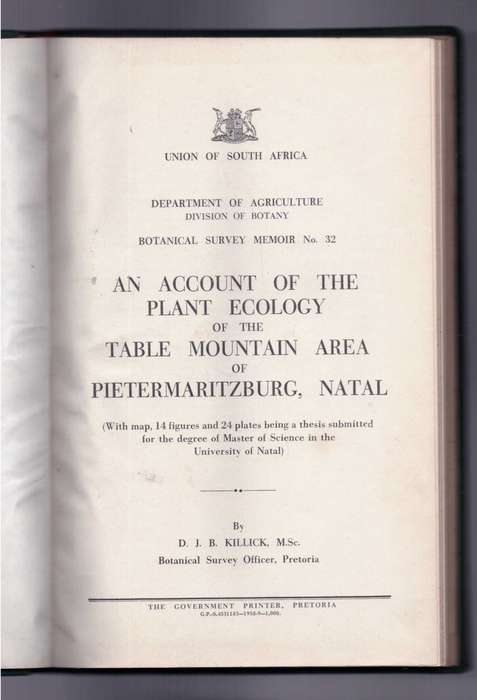 UNION OF SOUTH AFRICA
DEPARTMENT OF AGRICULTURE
DIVISION OF BOTANY
BOTANICAL SURVEY MEMOIR No. 32
AN ACCOUNT OF THE
PLANT ECOLOGY
OF THE
TABLE MOUNTAIN AREA
OF
PIETERMARITZBURG, NATAL
(With map, 14 figures and 24 plates being a thesis submitted
for the degree of Master of Science in the
University of Natal)
By
D. J. B. KILLICK, M.Sc.
Botanical Survey Officer, Pretoria
THE GOVERNMENT PRINTER, PRETORIA